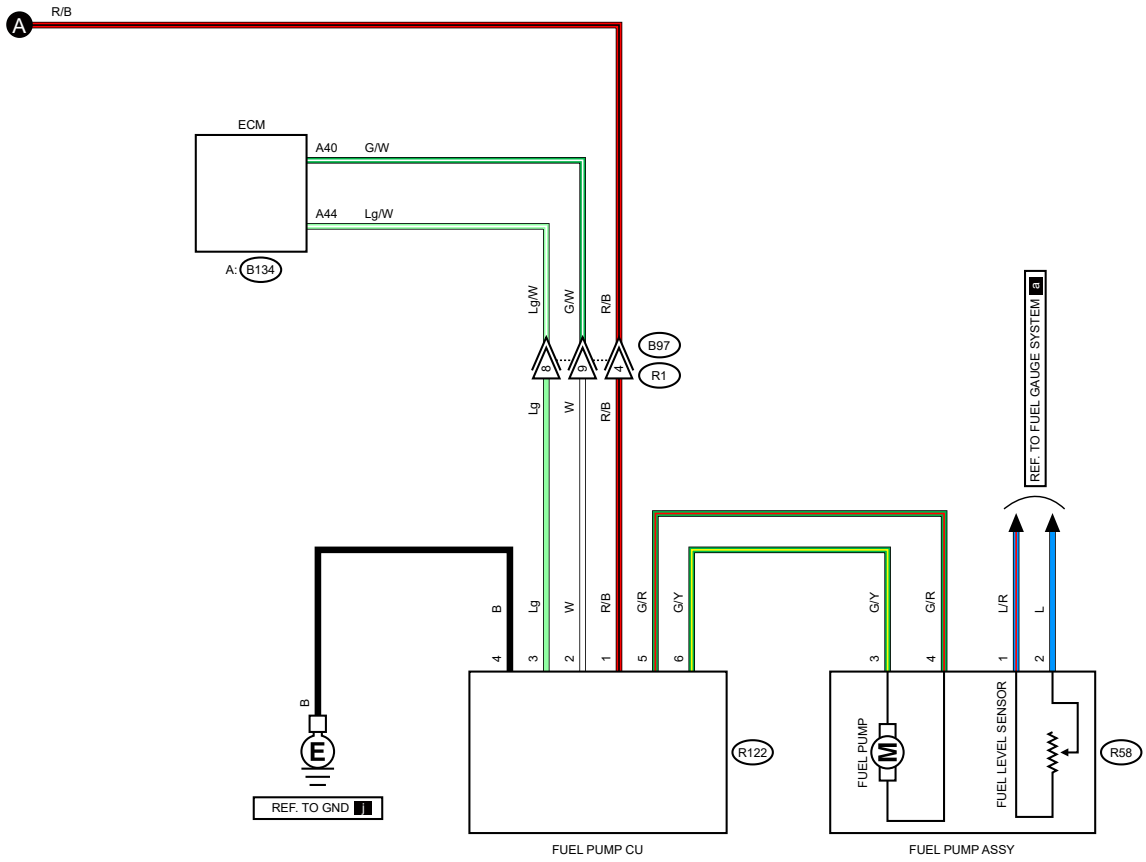 R/B
A
ECM
A40 G/W
A44 Lg/W
A: B134
Lg/W
G/W
R/B
B97
8
9
4
R1
Lg
W
R/B
REF. TO FUEL GAUGE SYSTEM a
B
Lg
W
R/B
G/R
G/Y
G/Y
G/R
L/R
L
4
3
2
1
5
6
3
4
1
2
B
E
REF. TO GND j
R122
FUEL PUMP
M
FUEL LEVEL SENSOR
R58
FUEL PUMP CU
FUEL PUMP ASSY